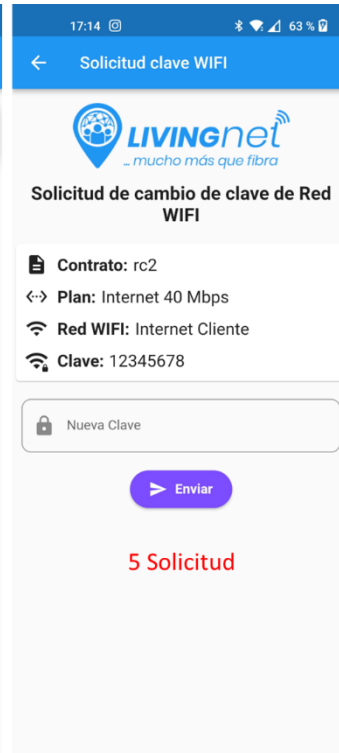 17:14 63 %
Solicitud clave WIFI
LIVINGnet
... mucho más que fibra
Solicitud de cambio de clave de Red
WIFI
Contrato: rc2
Plan: Internet 40 Mbps
Red WIFI: Internet Cliente
Clave: 12345678
Nueva Clave
Enviar
5 Solicitud